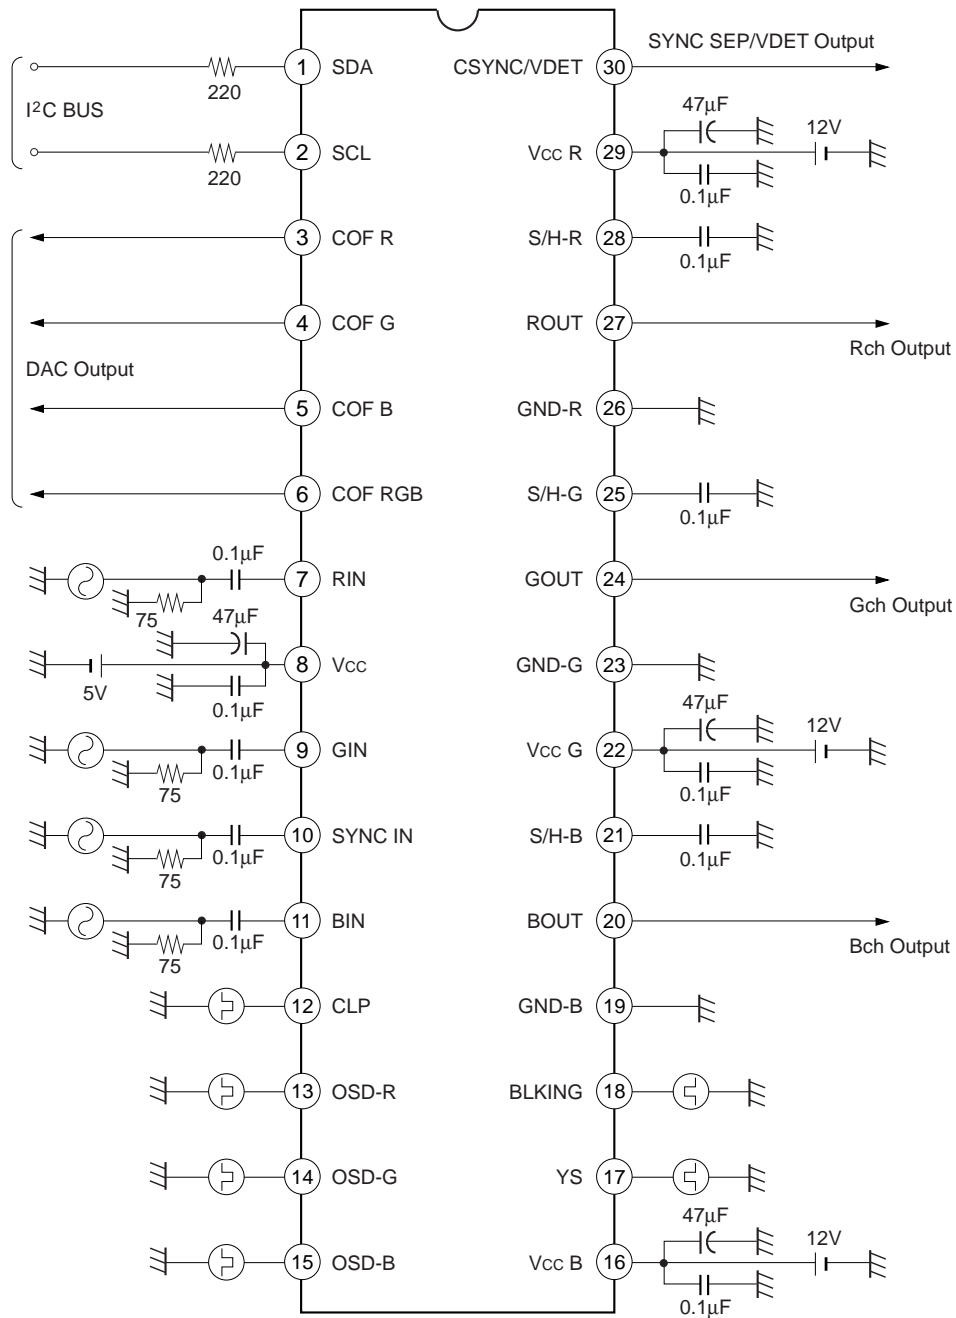 SYNC SEP/VDET Output
1 SDA CSYNC/VDET 30
220
I²C BUS
47µF
12V
2 SCL VCC R 29
220
0.1µF
3 COF R S/H-R 28
0.1µF
4 COF G ROUT 27
Rch Output
DAC Output
5 COF B GND-R 26
6 COF RGB S/H-G 25
0.1µF
0.1µF
7 RIN GOUT 24
75
Gch Output
47µF
8 VCC GND-G 23
5V
0.1µF
47µF
12V
9 GIN VCC G 22
0.1µF
75
0.1µF
10 SYNC IN S/H-B 21
0.1µF
0.1µF
75
11 BIN BOUT 20
0.1µF
Bch Output
75
12 CLP GND-B 19
13 OSD-R BLKING 18
14 OSD-G YS 17
47µF
12V
15 OSD-B VCC B 16
0.1µF